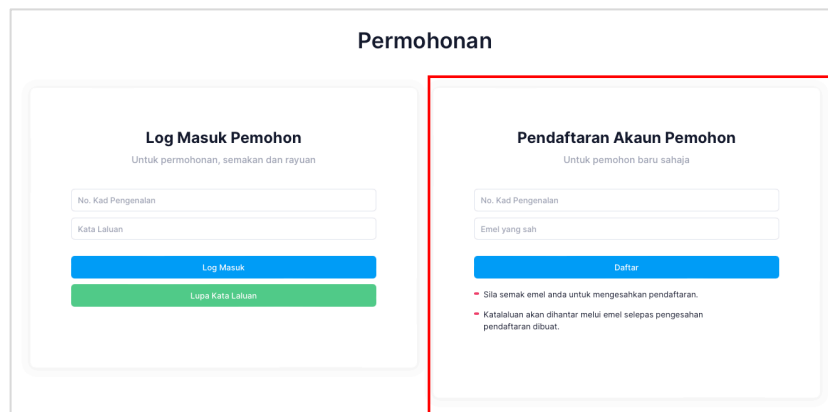 Permohonan
Log Masuk Pemohon
Untuk permohonan, semakan dan rayuan
No. Kad Pengenalan
Kata Laluan
Log Masuk
Lupa Kata Laluan
Pendaftaran Akaun Pemohon
Untuk pemohon baru sahaja
No. Kad Pengenalan
Emel yang sah
Daftar
Sila semak emel anda untuk mengesahkan pendaftaran.
Katalaluan akan dihantar melui emel selepas pengesahan
pendaftaran dibuat.